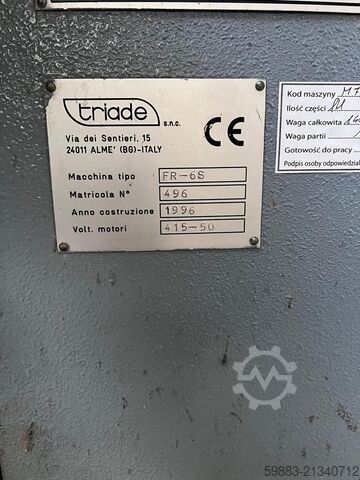 triade
s.n.c.
Via dei Sentieri, 15
24011 ALME' (BG)-ITALY
CE
Macchina tipo FR-6S
Matricola N° 496
Anno costruzione 1996
Volt. motori 415-50
Kod maszyny
Ilość części
Waga całkowita
Waga partii
Gotowość do pracy
Podpis osoby odpowiedzialnej
59883-21340712